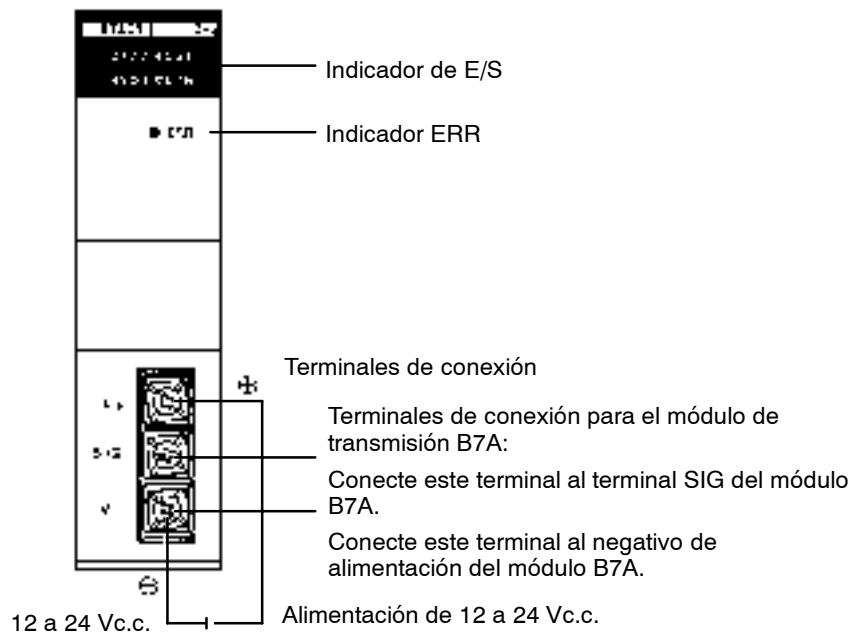 Indicador de E/S
Indicador ERR
Terminales de conexión
Terminales de conexión para el módulo de
transmisión B7A:
SIG
Conecte este terminal al terminal SIG del módulo
B7A.
V
Conecte este terminal al negativo de
alimentación del módulo B7A.
12 a 24 Vc.c.
Alimentación de 12 a 24 Vc.c.